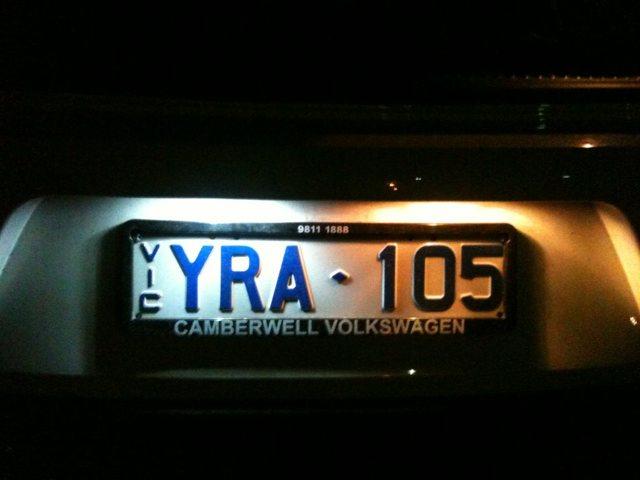 9811 1888
VIC
YRA·105
CAMBERWELL VOLKSWAGEN